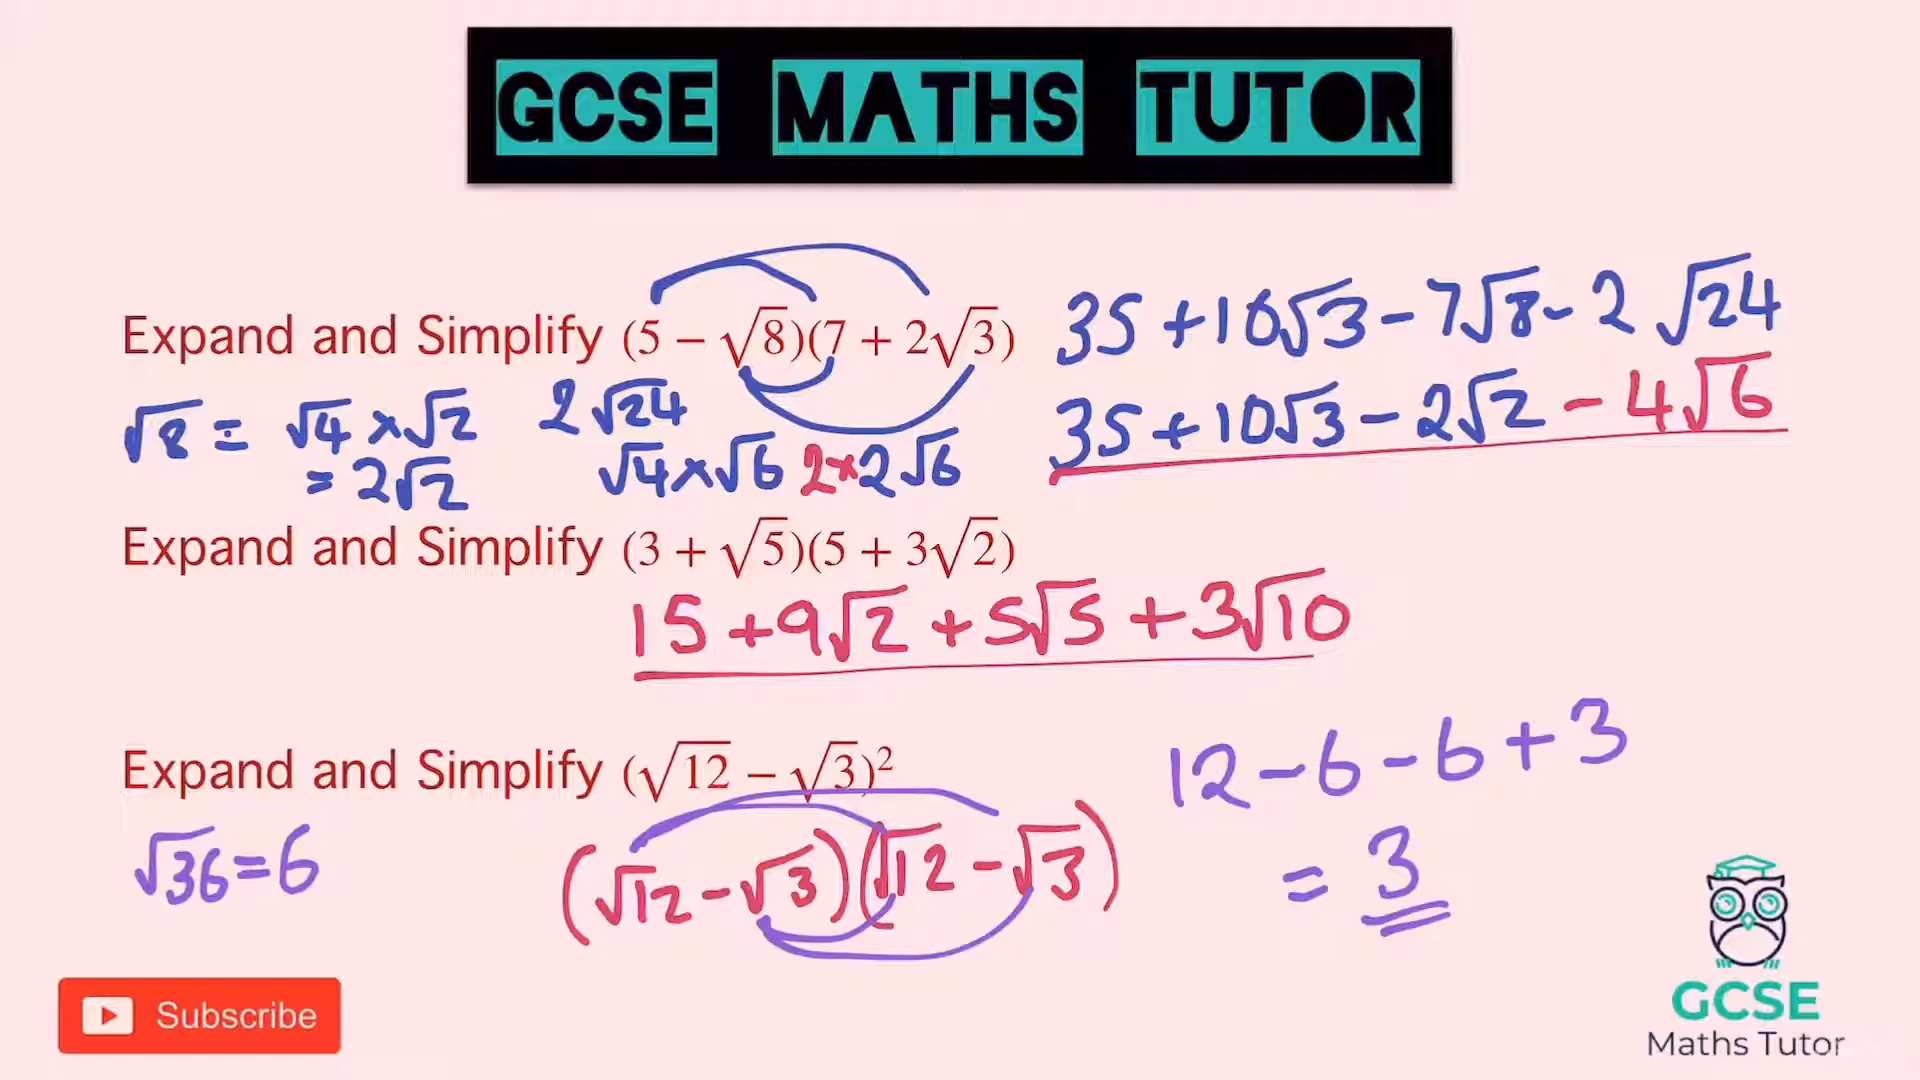 GCSE MATHS TUTOR
Expand and Simplify (5 − √8)(7 + 2√3)
35 + 10√3 − 7√8 − 2 √24
√8 = √4 × √2
= 2√2
2√24
√4 × √6 2 × 2√6
35 + 10√3 − 2√2 − 4√6
Expand and Simplify (3 + √5)(5 + 3√2)
15 + 9√2 + 5√5 + 3√10
Expand and Simplify (√12 − √3)²
12 − 6 − 6 + 3
√36 = 6
(√12 − √3)(√12 − √3)
= 3
Subscribe
GCSE
Maths Tutor